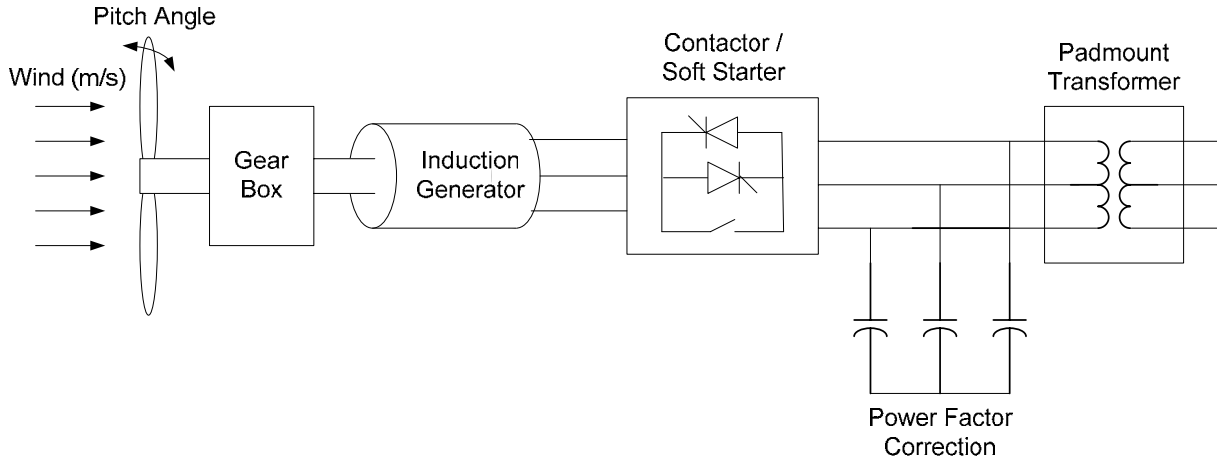 Pitch Angle
Wind (m/s)
Gear
Box
Induction
Generator
Contactor /
Soft Starter
Padmount
Transformer
Power Factor
Correction